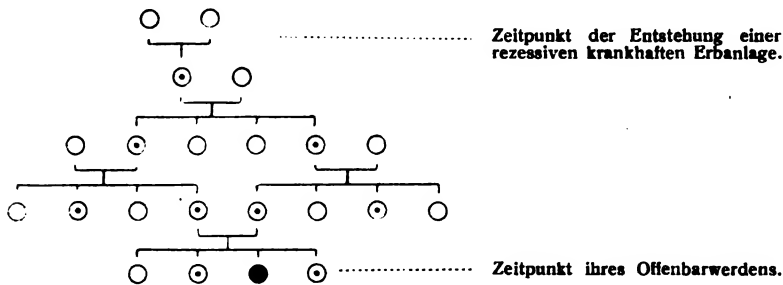 Zeitpunkt der Entstehung einer
rezessiven krankhaften Erbanlage.
Zeitpunkt ihres Offenbarwerdens.